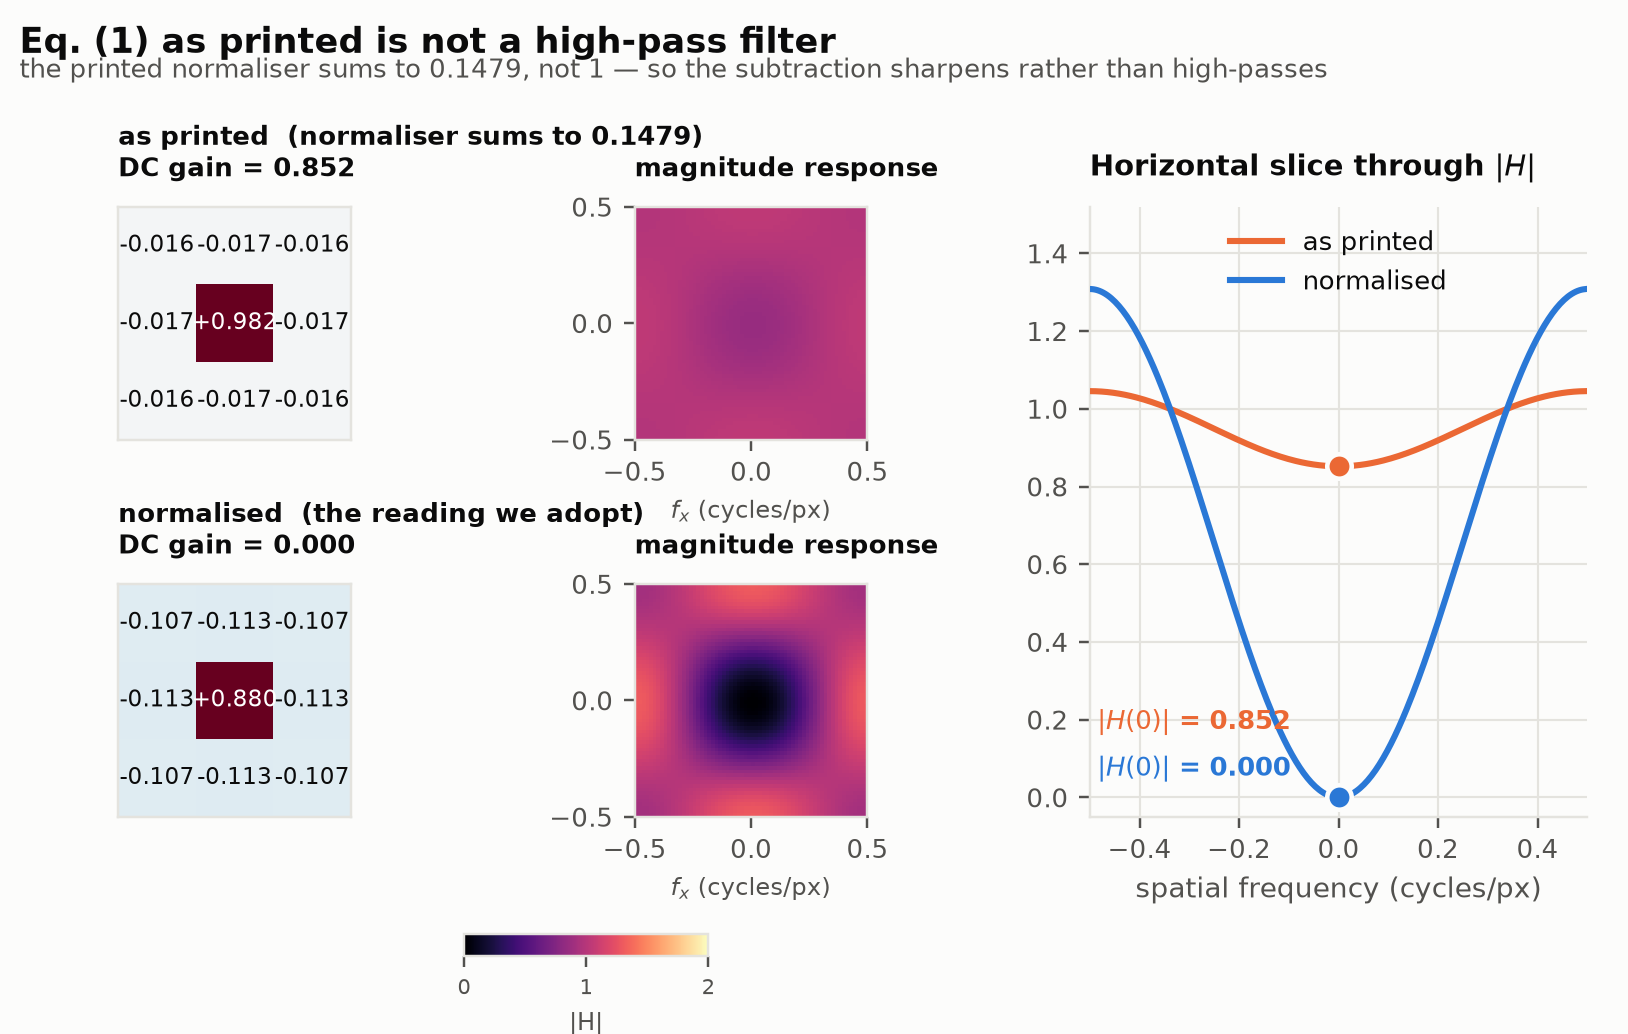 Eq. (1) as printed is not a high-pass filter
the printed normaliser sums to 0.1479, not 1 — so the subtraction sharpens rather than high-passes
as printed  (normaliser sums to 0.1479)
DC gain = 0.852
-0.016 -0.017 -0.016
-0.017 +0.982 -0.017
-0.016 -0.017 -0.016
magnitude response
0.5
0.0
−0.5
−0.5 0.0 0.5
fx (cycles/px)
normalised  (the reading we adopt)
DC gain = 0.000
-0.107 -0.113 -0.107
-0.113 +0.880 -0.113
-0.107 -0.113 -0.107
magnitude response
0.5
0.0
−0.5
−0.5 0.0 0.5
fx (cycles/px)
0 1 2
|H|
Horizontal slice through |H|
as printed
normalised
1.4
1.2
1.0
0.8
0.6
0.4
0.2
0.0
|H(0)| = 0.852
|H(0)| = 0.000
−0.4 −0.2 0.0 0.2 0.4
spatial frequency (cycles/px)